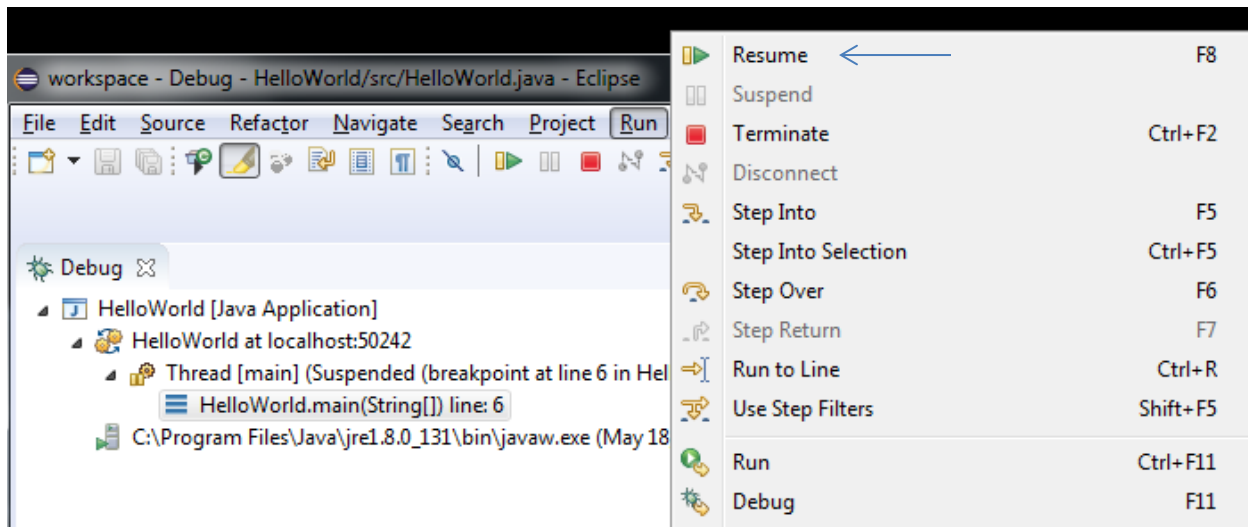 workspace - Debug - HelloWorld/src/HelloWorld.java - Eclipse
File Edit Source Refactor Navigate Search Project Run
Debug
HelloWorld [Java Application]
HelloWorld at localhost:50242
Thread [main] (Suspended (breakpoint at line 6 in Hel
HelloWorld.main(String[]) line: 6
C:\Program Files\Java\jre1.8.0_131\bin\javaw.exe (May 18
Resume F8
Suspend
Terminate Ctrl+F2
Disconnect
Step Into F5
Step Into Selection Ctrl+F5
Step Over F6
Step Return F7
Run to Line Ctrl+R
Use Step Filters Shift+F5
Run Ctrl+F11
Debug F11